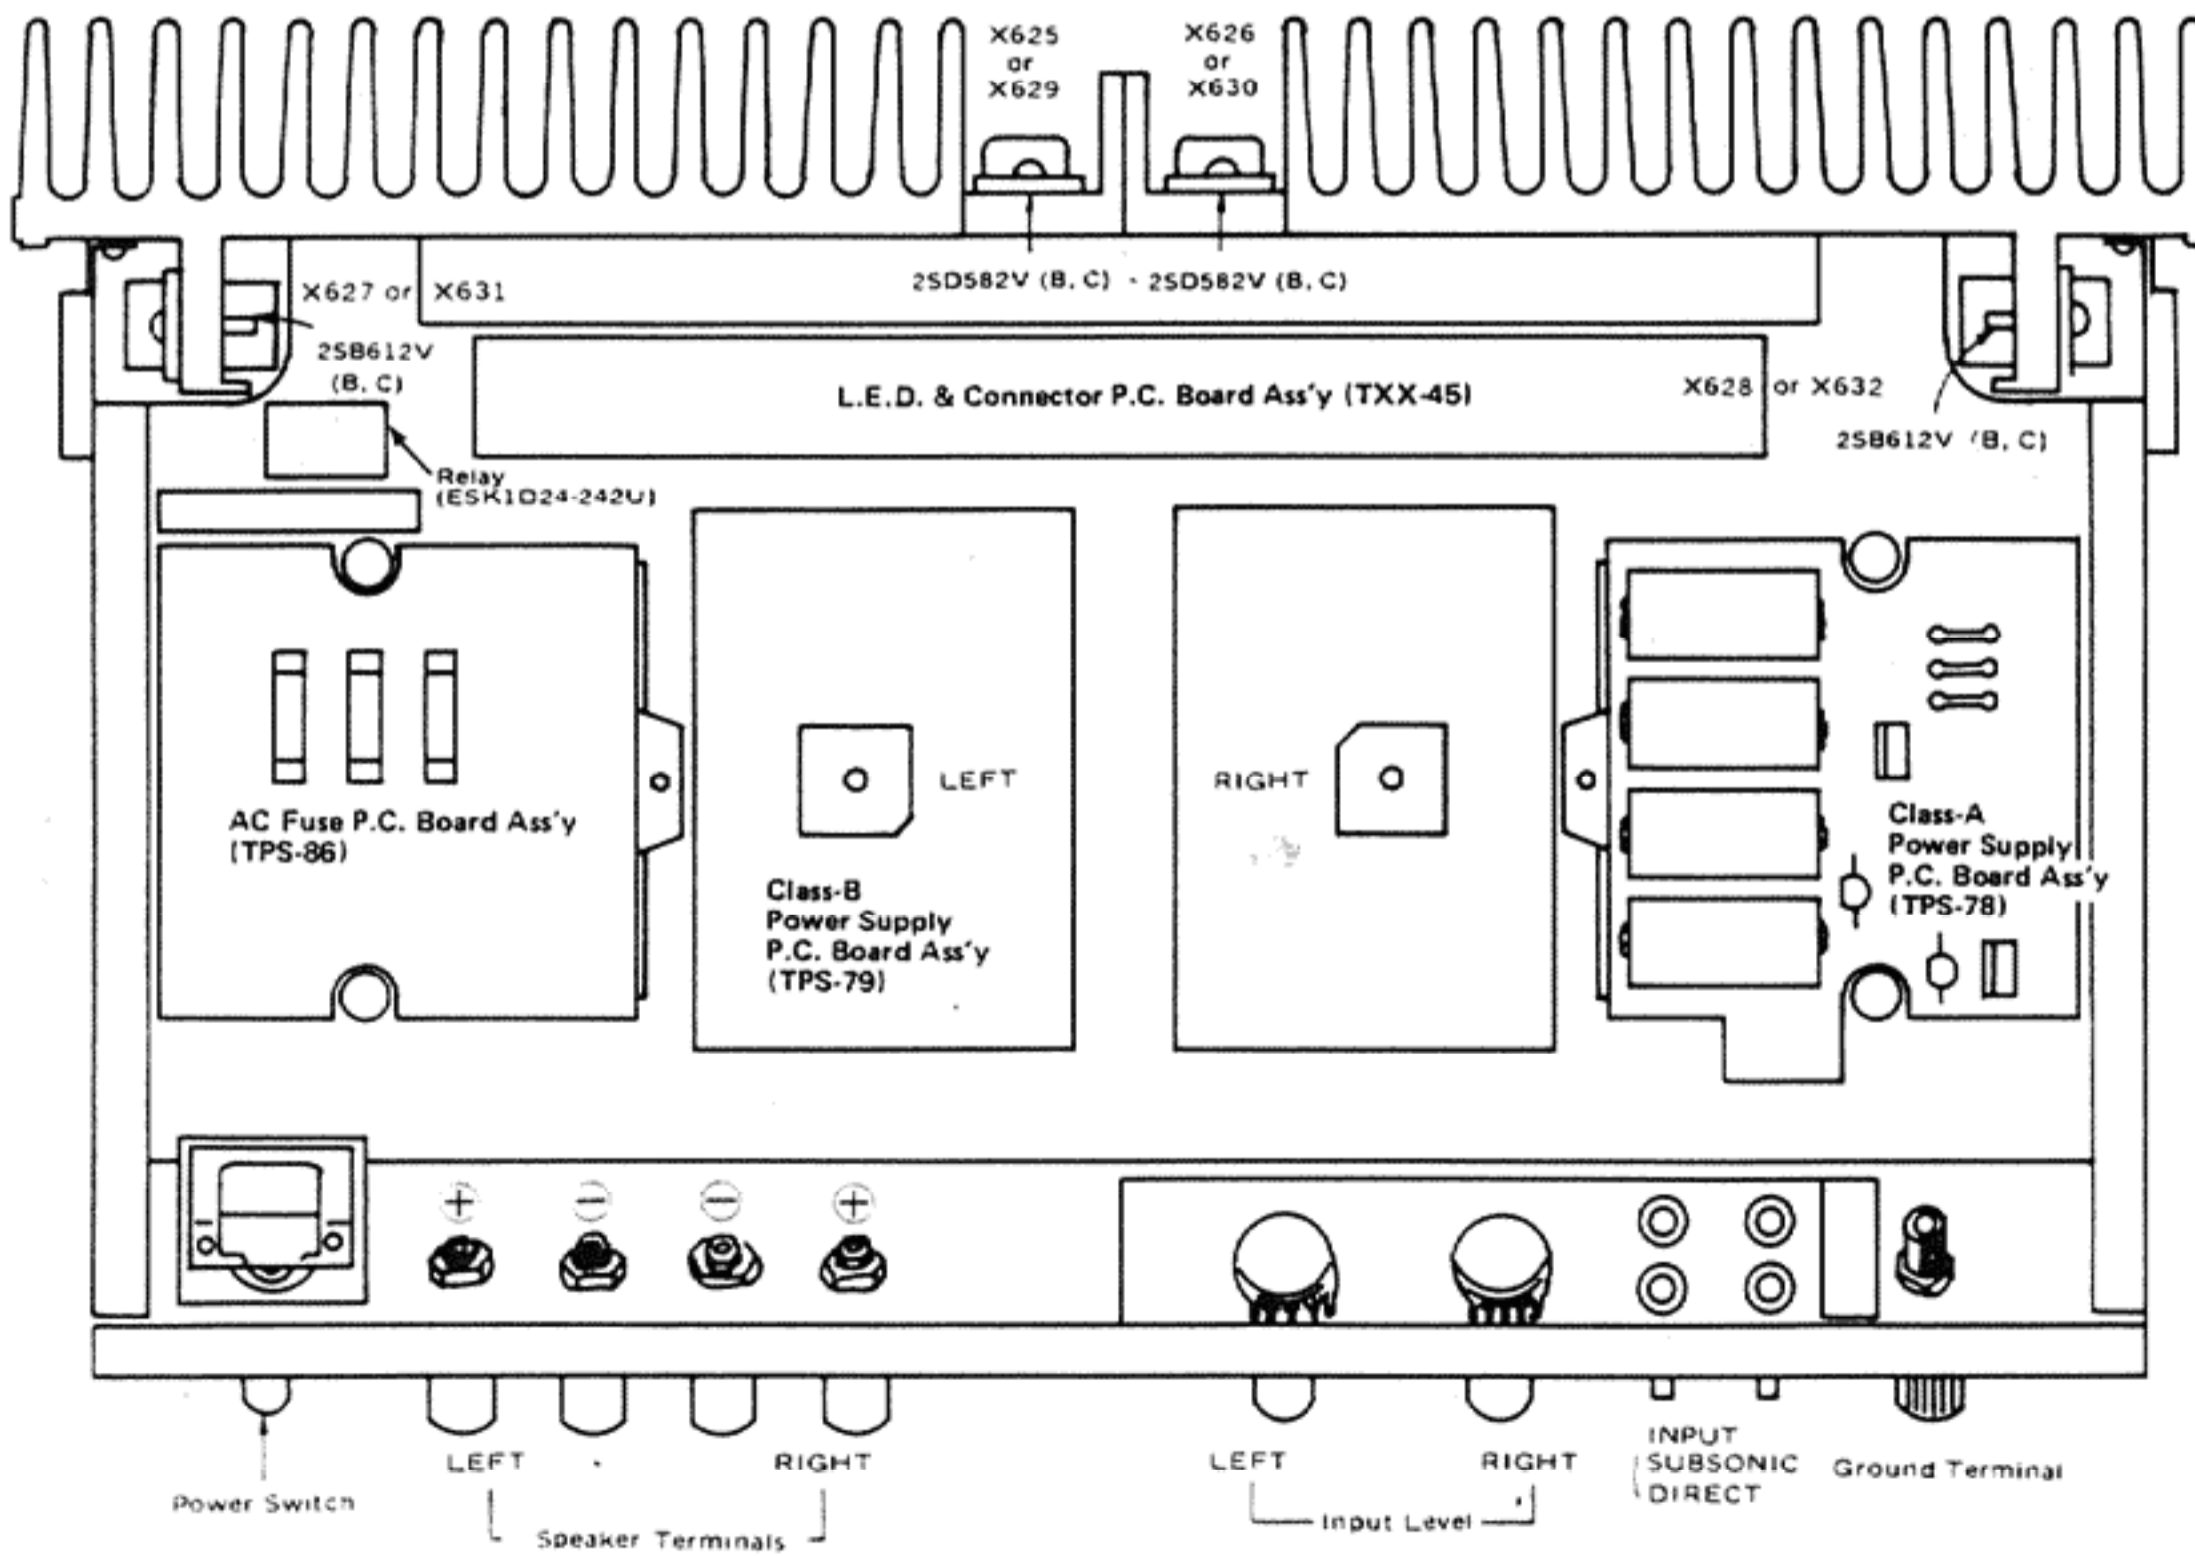 X625
or
X629
X626
or
X630
2SD582V (B, C) - 2SD582V (B, C)
X627 or X631
2SB612V
(B, C)
L.E.D. & Connector P.C. Board Ass'y (TXX-45)
X628 or X632
2SB612V (B, C)
Relay
(ESK1D24-242U)
AC Fuse P.C. Board Ass'y
(TPS-86)
LEFT
Class-B
Power Supply
P.C. Board Ass'y
(TPS-79)
RIGHT
Class-A
Power Supply
P.C. Board Ass'y
(TPS-78)
+ − − +
Power Switch
LEFT
RIGHT
Speaker Terminals
LEFT
RIGHT
Input Level
INPUT
SUBSONIC
DIRECT
Ground Terminal